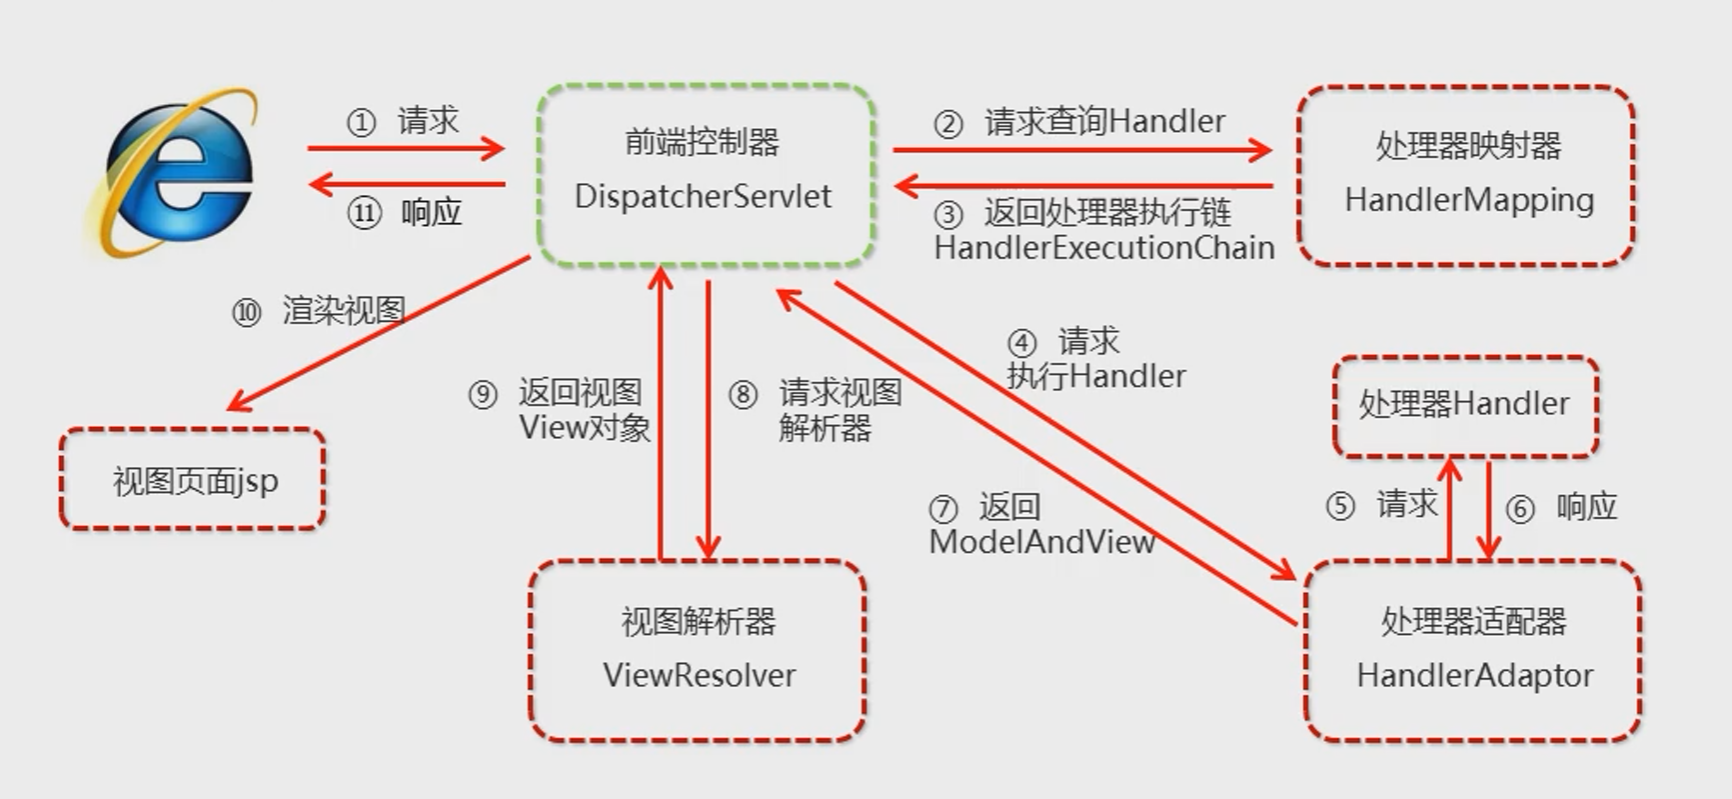 ① 请求
⑪ 响应
前端控制器
DispatcherServlet
② 请求查询Handler
③ 返回处理器执行链
HandlerExecutionChain
处理器映射器
HandlerMapping
⑩ 渲染视图
④ 请求
执行Handler
⑨ 返回视图
View对象
⑧ 请求视图
解析器
处理器Handler
视图页面jsp
⑦ 返回
ModelAndView
⑤ 请求
⑥ 响应
视图解析器
ViewResolver
处理器适配器
HandlerAdaptor